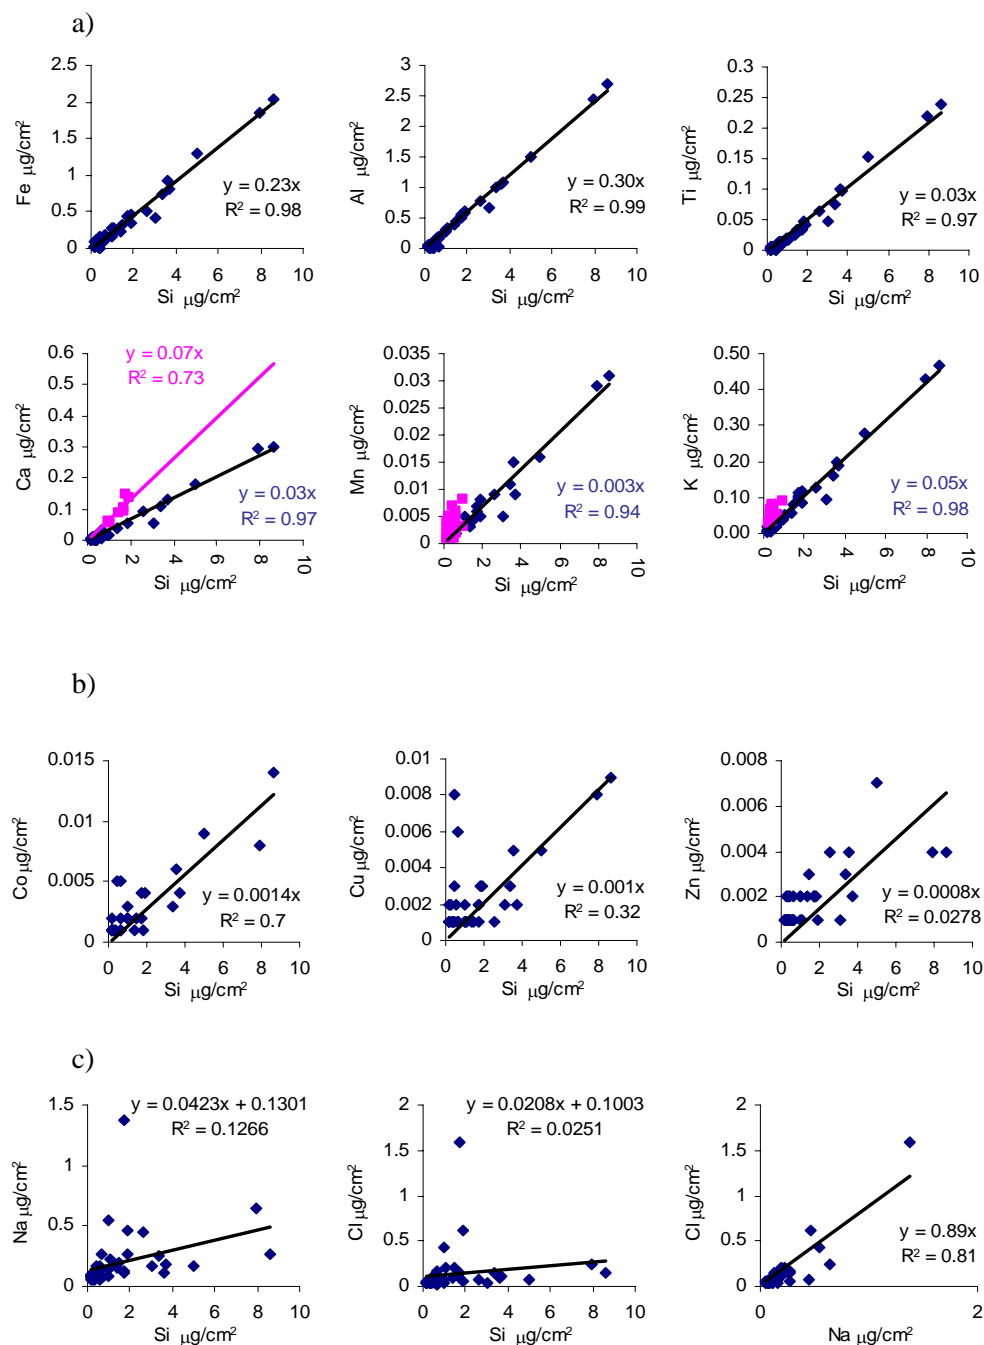 a)
2.5
2
1.5
1
0.5
0
0 2 4 6 8 10
Fe µg/cm²
Si µg/cm²
y = 0.23x
R² = 0.98
3
2.5
2
1.5
1
0.5
0
0 2 4 6 8 10
Al µg/cm²
Si µg/cm²
y = 0.30x
R² = 0.99
0.3
0.25
0.2
0.15
0.1
0.05
0
0 2 4 6 8 10
Ti µg/cm²
Si µg/cm²
y = 0.03x
R² = 0.97
0.6
0.5
0.4
0.3
0.2
0.1
0
0 2 4 6 8 10
Ca µg/cm²
Si µg/cm²
y = 0.07x
R² = 0.73
y = 0.03x
R² = 0.97
0.035
0.03
0.025
0.02
0.015
0.01
0.005
0
0 2 4 6 8 10
Mn µg/cm²
Si µg/cm²
y = 0.003x
R² = 0.94
0.50
0.40
0.30
0.20
0.10
0.00
0 2 4 6 8 10
K µg/cm²
Si µg/cm²
y = 0.05x
R² = 0.98
b)
0.015
0.01
0.005
0
0 2 4 6 8 10
Co µg/cm²
Si µg/cm²
y = 0.0014x
R² = 0.7
0.01
0.008
0.006
0.004
0.002
0
0 2 4 6 8 10
Cu µg/cm²
Si µg/cm²
y = 0.001x
R² = 0.32
0.008
0.006
0.004
0.002
0
0 2 4 6 8 10
Zn µg/cm²
Si µg/cm²
y = 0.0008x
R² = 0.0278
c)
1.5
1
0.5
0
0 2 4 6 8 10
Na µg/cm²
Si µg/cm²
y = 0.0423x + 0.1301
R² = 0.1266
2
1.5
1
0.5
0
0 2 4 6 8 10
Cl µg/cm²
Si µg/cm²
y = 0.0208x + 0.1003
R² = 0.0251
2
1.5
1
0.5
0
0 2
Cl µg/cm²
Na µg/cm²
y = 0.89x
R² = 0.81